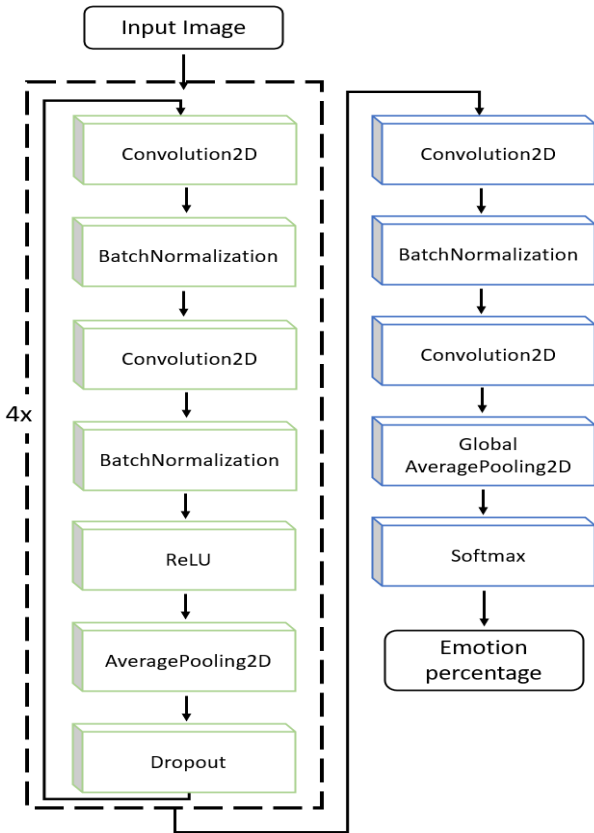 Input Image
Convolution2D
BatchNormalization
Convolution2D
BatchNormalization
ReLU
AveragePooling2D
Dropout
4x
Convolution2D
BatchNormalization
Convolution2D
Global
AveragePooling2D
Softmax
Emotion
percentage